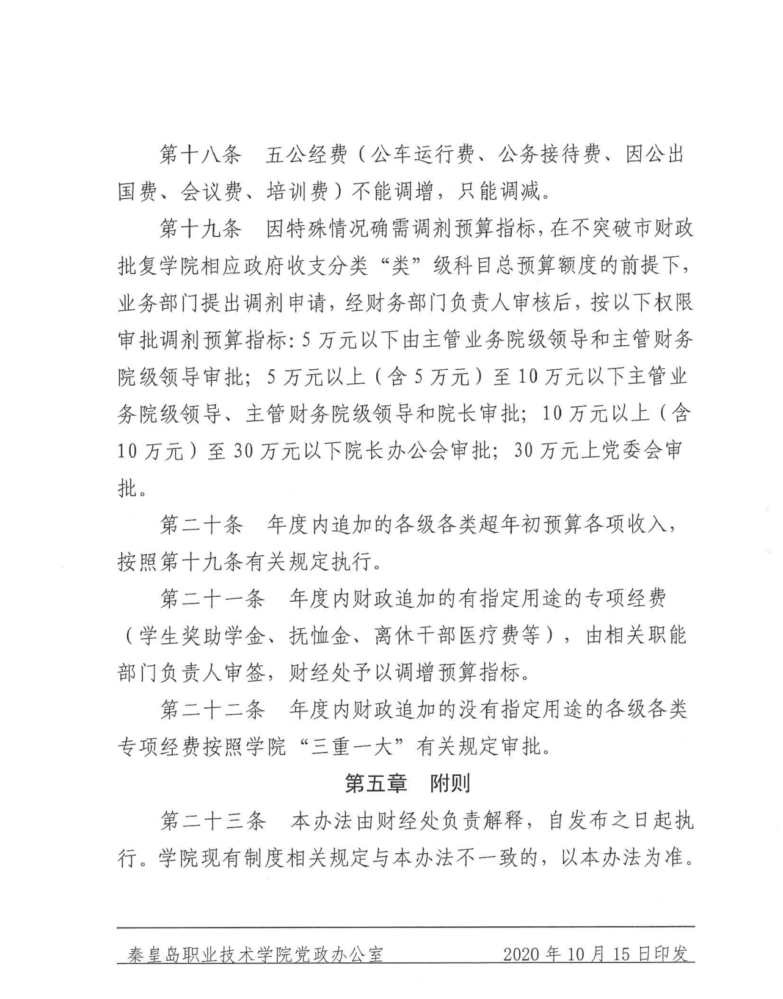 第十八条　五公经费（公车运行费、公务接待费、因公出
国费、会议费、培训费）不能调增，只能调减。
第十九条　因特殊情况确需调剂预算指标，在不突破市财政
批复学院相应政府收支分类“类”级科目总预算额度的前提下，
业务部门提出调剂申请，经财务部门负责人审核后，按以下权限
审批调剂预算指标：5 万元以下由主管业务院级领导和主管财务
院级领导审批；5 万元以上（含 5 万元）至 10 万元以下主管业
务院级领导、主管财务院级领导和院长审批；10 万元以上（含
10 万元）至 30 万元以下院长办公会审批；30 万元上党委会审
批。
第二十条　年度内追加的各级各类超年初预算各项收入，
按照第十九条有关规定执行。
第二十一条　年度内财政追加的有指定用途的专项经费
（学生奖助学金、抚恤金、离休干部医疗费等），由相关职能
部门负责人审签，财经处予以调增预算指标。
第二十二条　年度内财政追加的没有指定用途的各级各类
专项经费按照学院“三重一大”有关规定审批。
第五章　附则
第二十三条　本办法由财经处负责解释，自发布之日起执
行。学院现有制度相关规定与本办法不一致的，以本办法为准。
秦皇岛职业技术学院党政办公室　2020 年 10 月 15 日印发